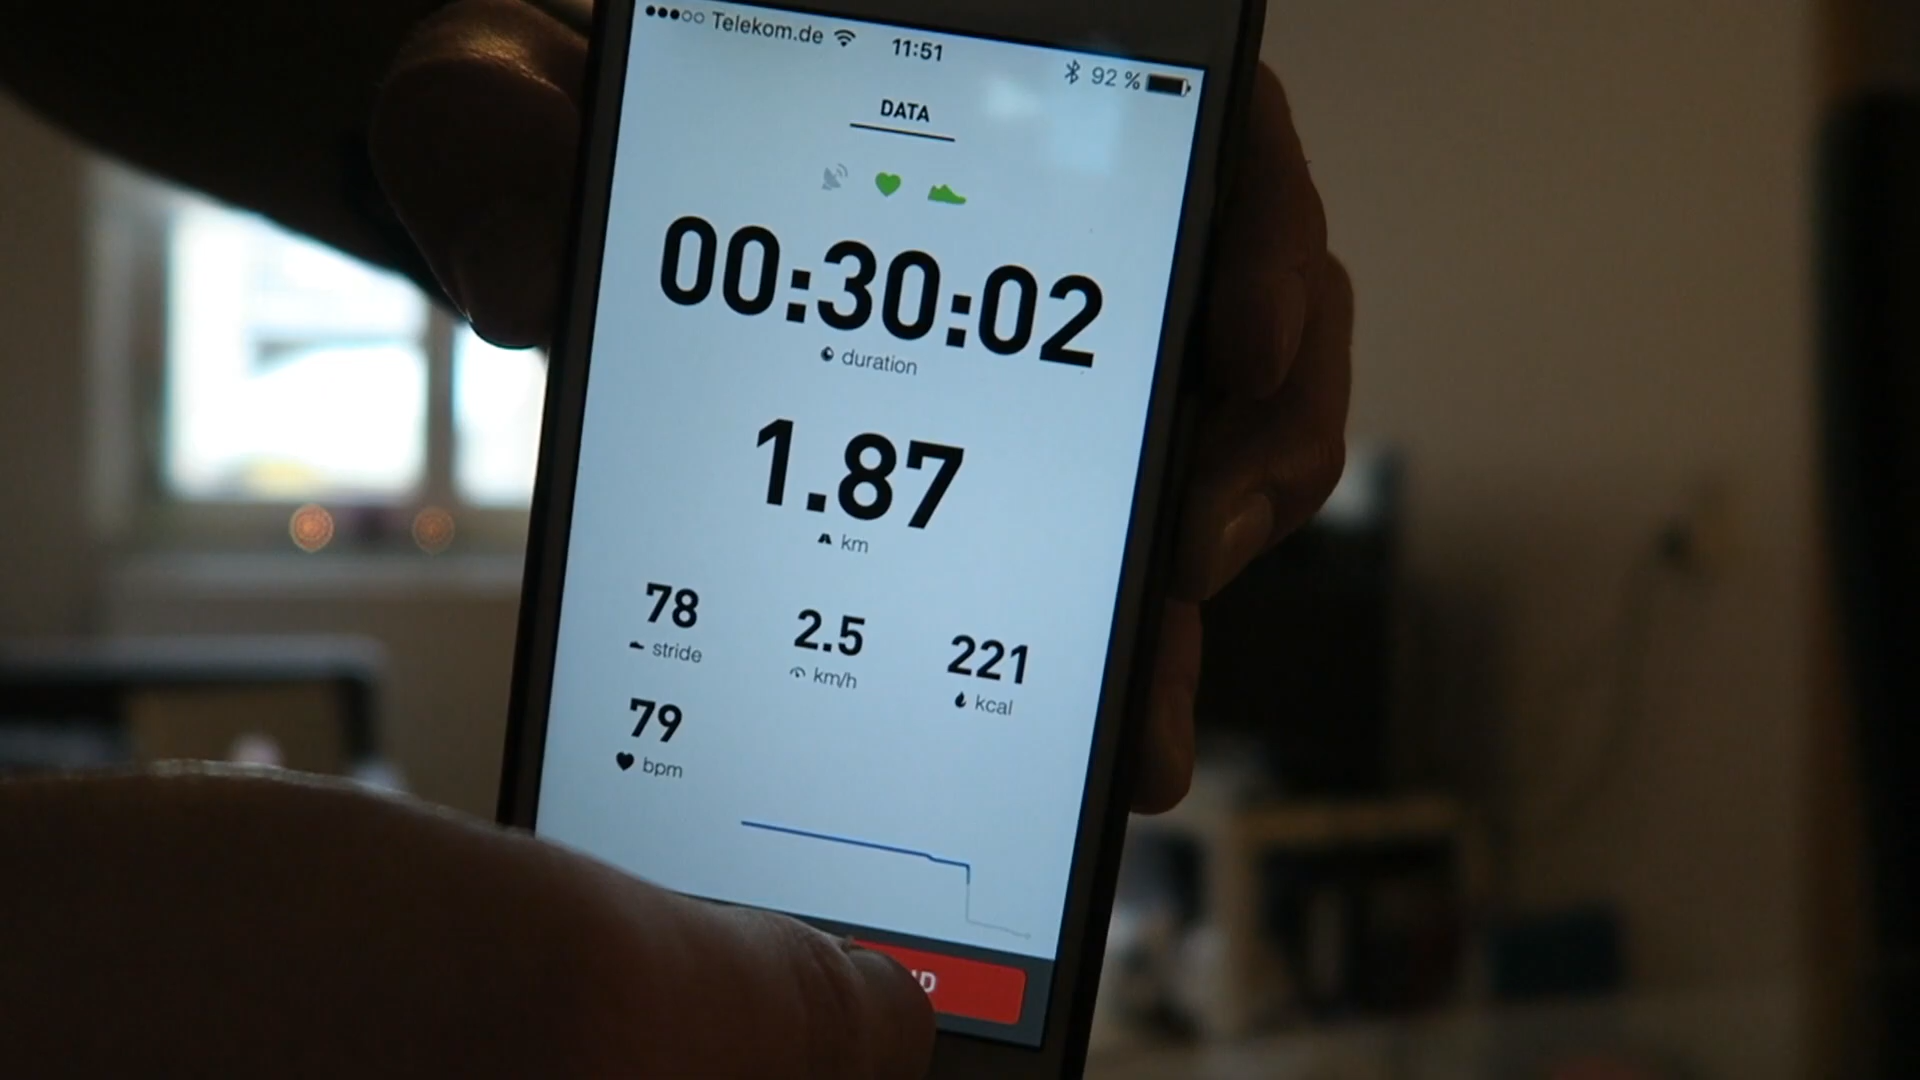 Telekom.de 11:51 92 %
DATA
00:30:02
duration
1.87
km
78 2.5 221
stride km/h kcal
79
bpm